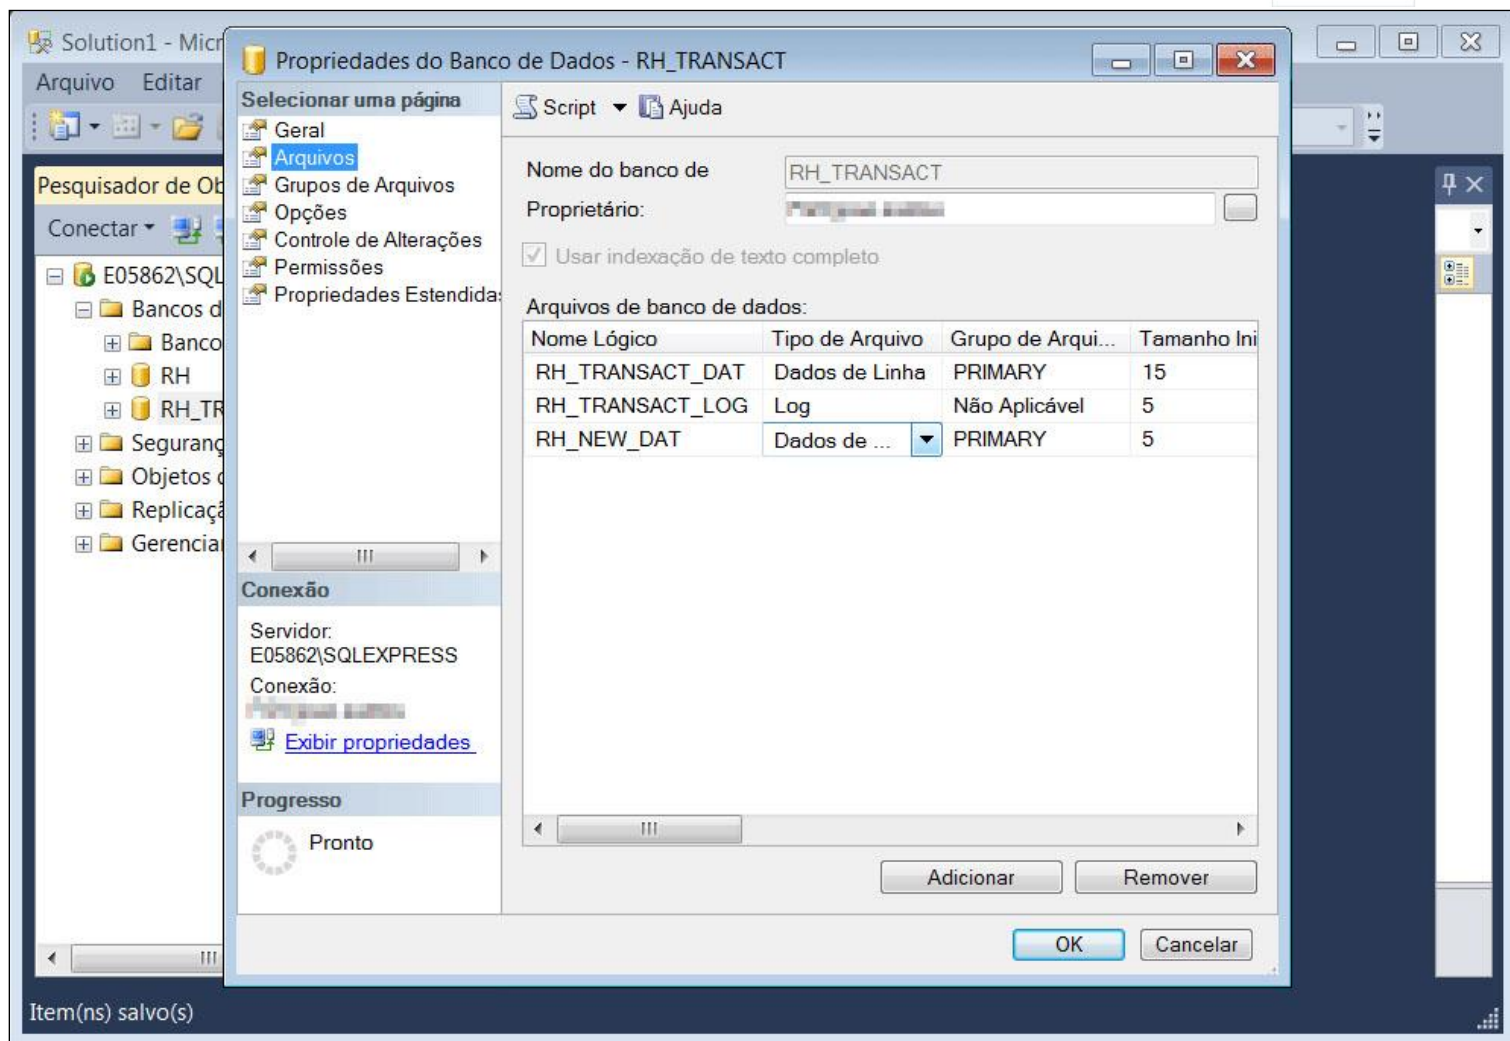 Solution1 - Micr
Arquivo Editar
Pesquisador de Ob
Conectar
E05862\SQL
Bancos d
Banco
RH
RH_TR
Seguranç
Objetos
Replicaçã
Gerenciar
Item(ns) salvo(s)
Propriedades do Banco de Dados - RH_TRANSACT
Selecionar uma página
Geral
Arquivos
Grupos de Arquivos
Opções
Controle de Alterações
Permissões
Propriedades Estendidas
Conexão
Servidor:
E05862\SQLEXPRESS
Conexão:
Exibir propriedades
Progresso
Pronto
Script Ajuda
Nome do banco de RH_TRANSACT
Proprietário:
Usar indexação de texto completo
Arquivos de banco de dados:
Nome Lógico Tipo de Arquivo Grupo de Arqui... Tamanho Ini
RH_TRANSACT_DAT Dados de Linha PRIMARY 15
RH_TRANSACT_LOG Log Não Aplicável 5
RH_NEW_DAT Dados de ... PRIMARY 5
Adicionar Remover
OK Cancelar